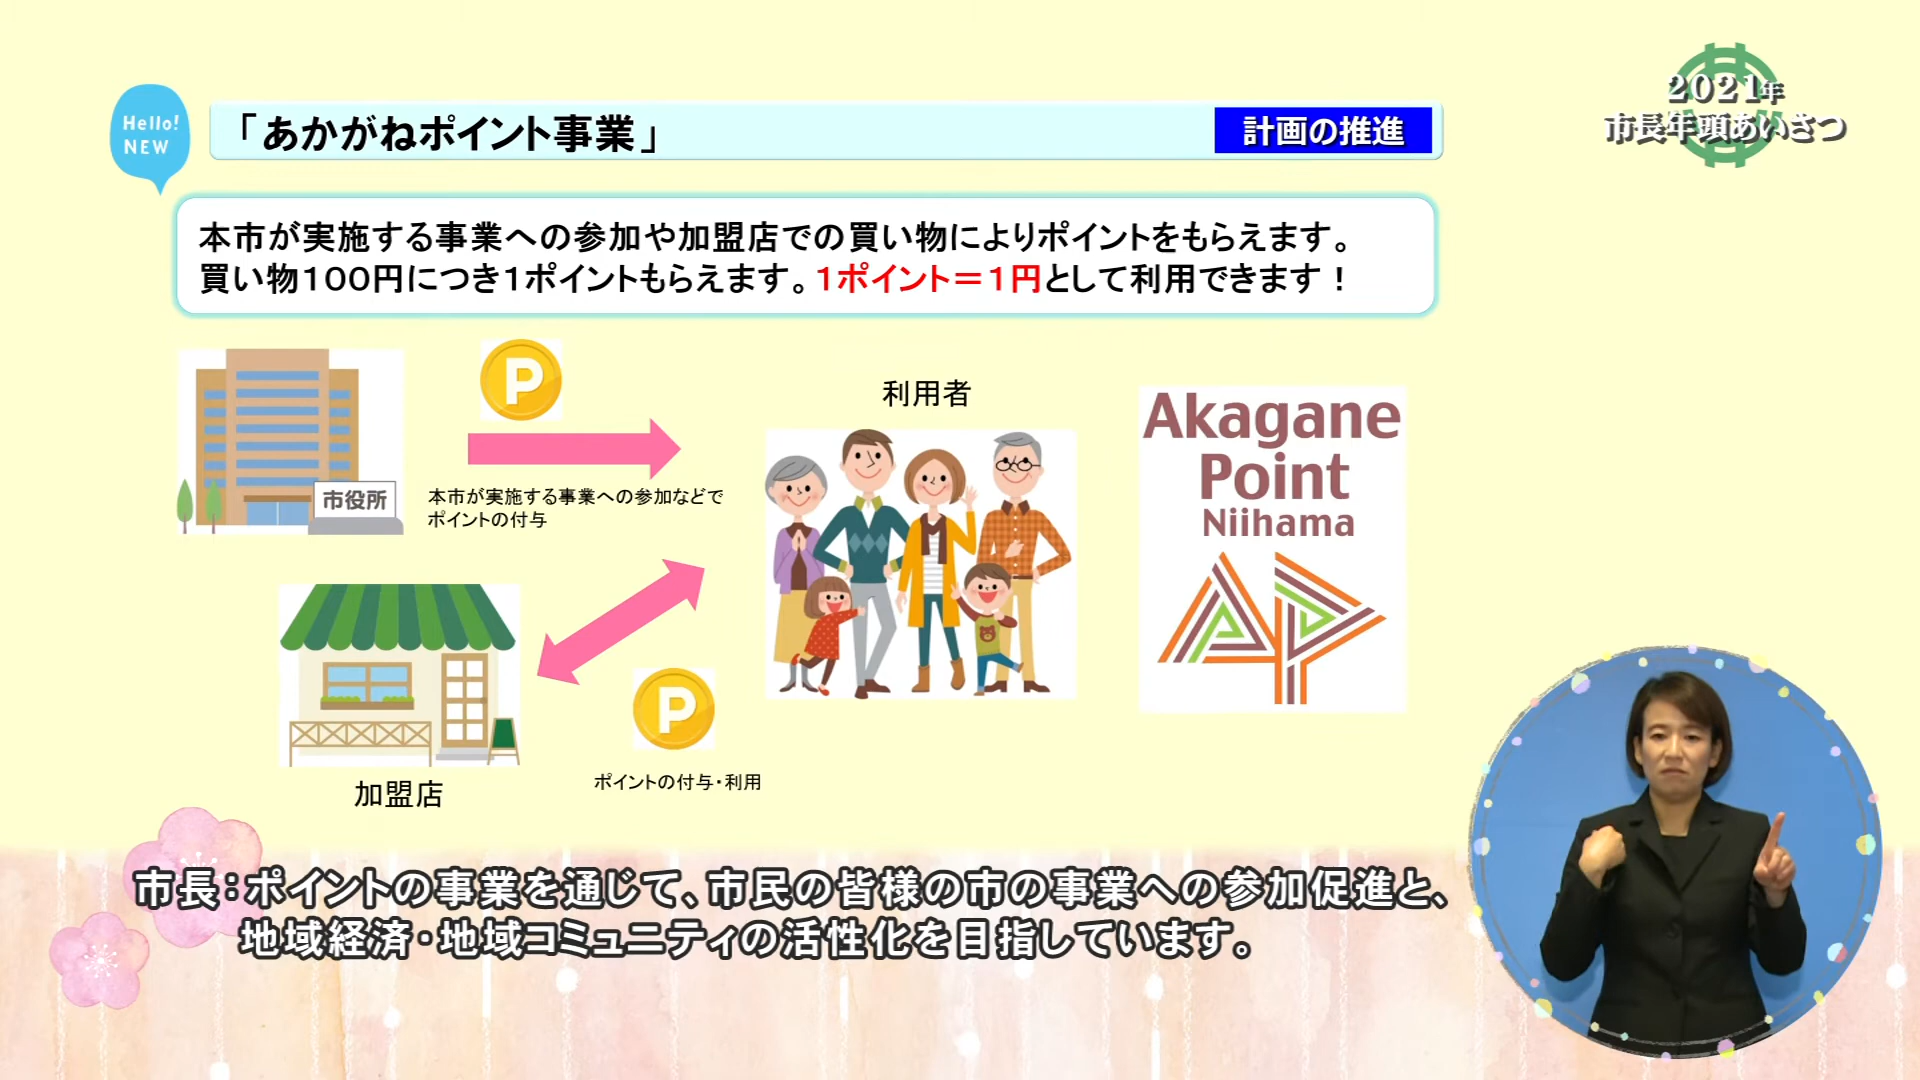 2021年
市長年頭あいさつ
Hello!
NEW
「あかがねポイント事業」
計画の推進
本市が実施する事業への参加や加盟店での買い物によりポイントをもらえます。
買い物100円につき1ポイントもらえます。1ポイント＝1円として利用できます！
P
利用者
Akagane
Point
Niihama
市役所
本市が実施する事業への参加などで
ポイントの付与
AP
P
ポイントの付与・利用
加盟店
市長：ポイントの事業を通じて、市民の皆様の市の事業への参加促進と、
地域経済・地域コミュニティの活性化を目指しています。